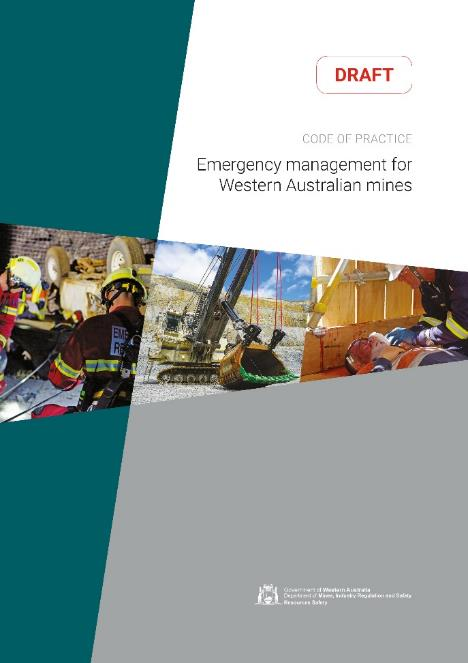 DRAFT
CODE OF PRACTICE
Emergency management for
Western Australian mines
Government of Western Australia
Department of Mines, Industry Regulation and Safety
Resources Safety